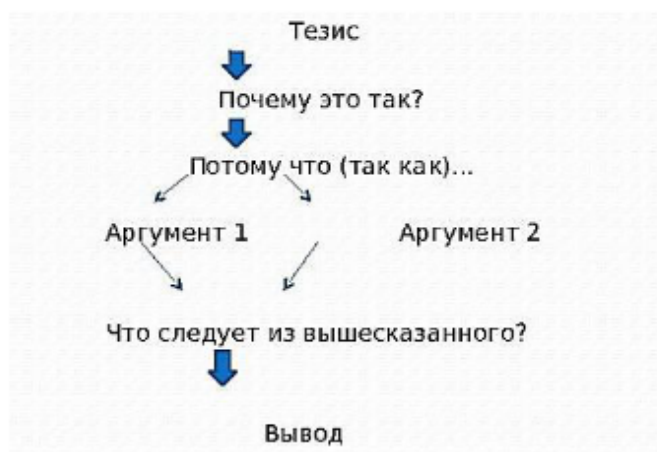 Тезис
Почему это так?
Потому что (так как)...
Аргумент 1 Аргумент 2
Что следует из вышесказанного?
Вывод